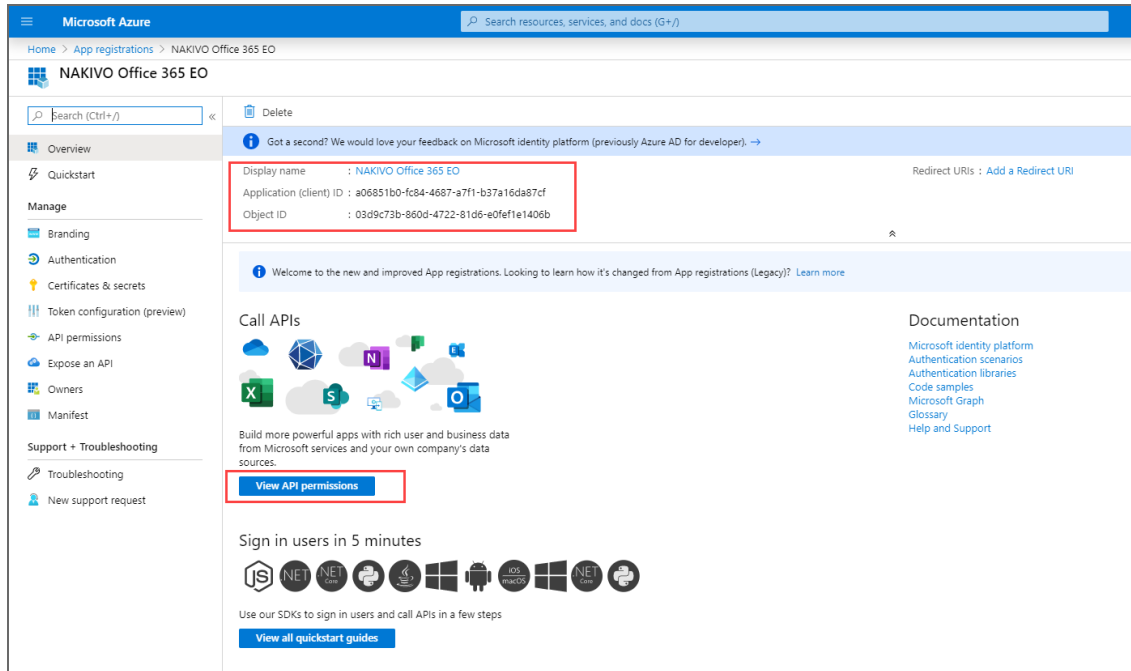 Microsoft Azure
Search resources, services, and docs (G+/)
Home > App registrations > NAKIVO Office 365 EO
NAKIVO Office 365 EO
Search (Ctrl+/)
«
Delete
Got a second? We would love your feedback on Microsoft identity platform (previously Azure AD for developer). →
Overview
Quickstart
Manage
Branding
Authentication
Certificates & secrets
Token configuration (preview)
API permissions
Expose an API
Owners
Manifest
Support + Troubleshooting
Troubleshooting
New support request
Display name : NAKIVO Office 365 EO
Application (client) ID : a06851b0-fc84-4687-a7f1-b37a16da87cf
Object ID : 03d9c73b-860d-4722-81d6-e0fef1e1406b
Redirect URIs : Add a Redirect URI
Welcome to the new and improved App registrations. Looking to learn how it's changed from App registrations (Legacy)? Learn more
Call APIs
N
E
X
S
O
Build more powerful apps with rich user and business data
from Microsoft services and your own company's data
sources.
View API permissions
Documentation
Microsoft identity platform
Authentication scenarios
Authentication libraries
Code samples
Microsoft Graph
Glossary
Help and Support
Sign in users in 5 minutes
JS .NET .NET Core iOS macOS .NET Core
Use our SDKs to sign in users and call APIs in a few steps
View all quickstart guides